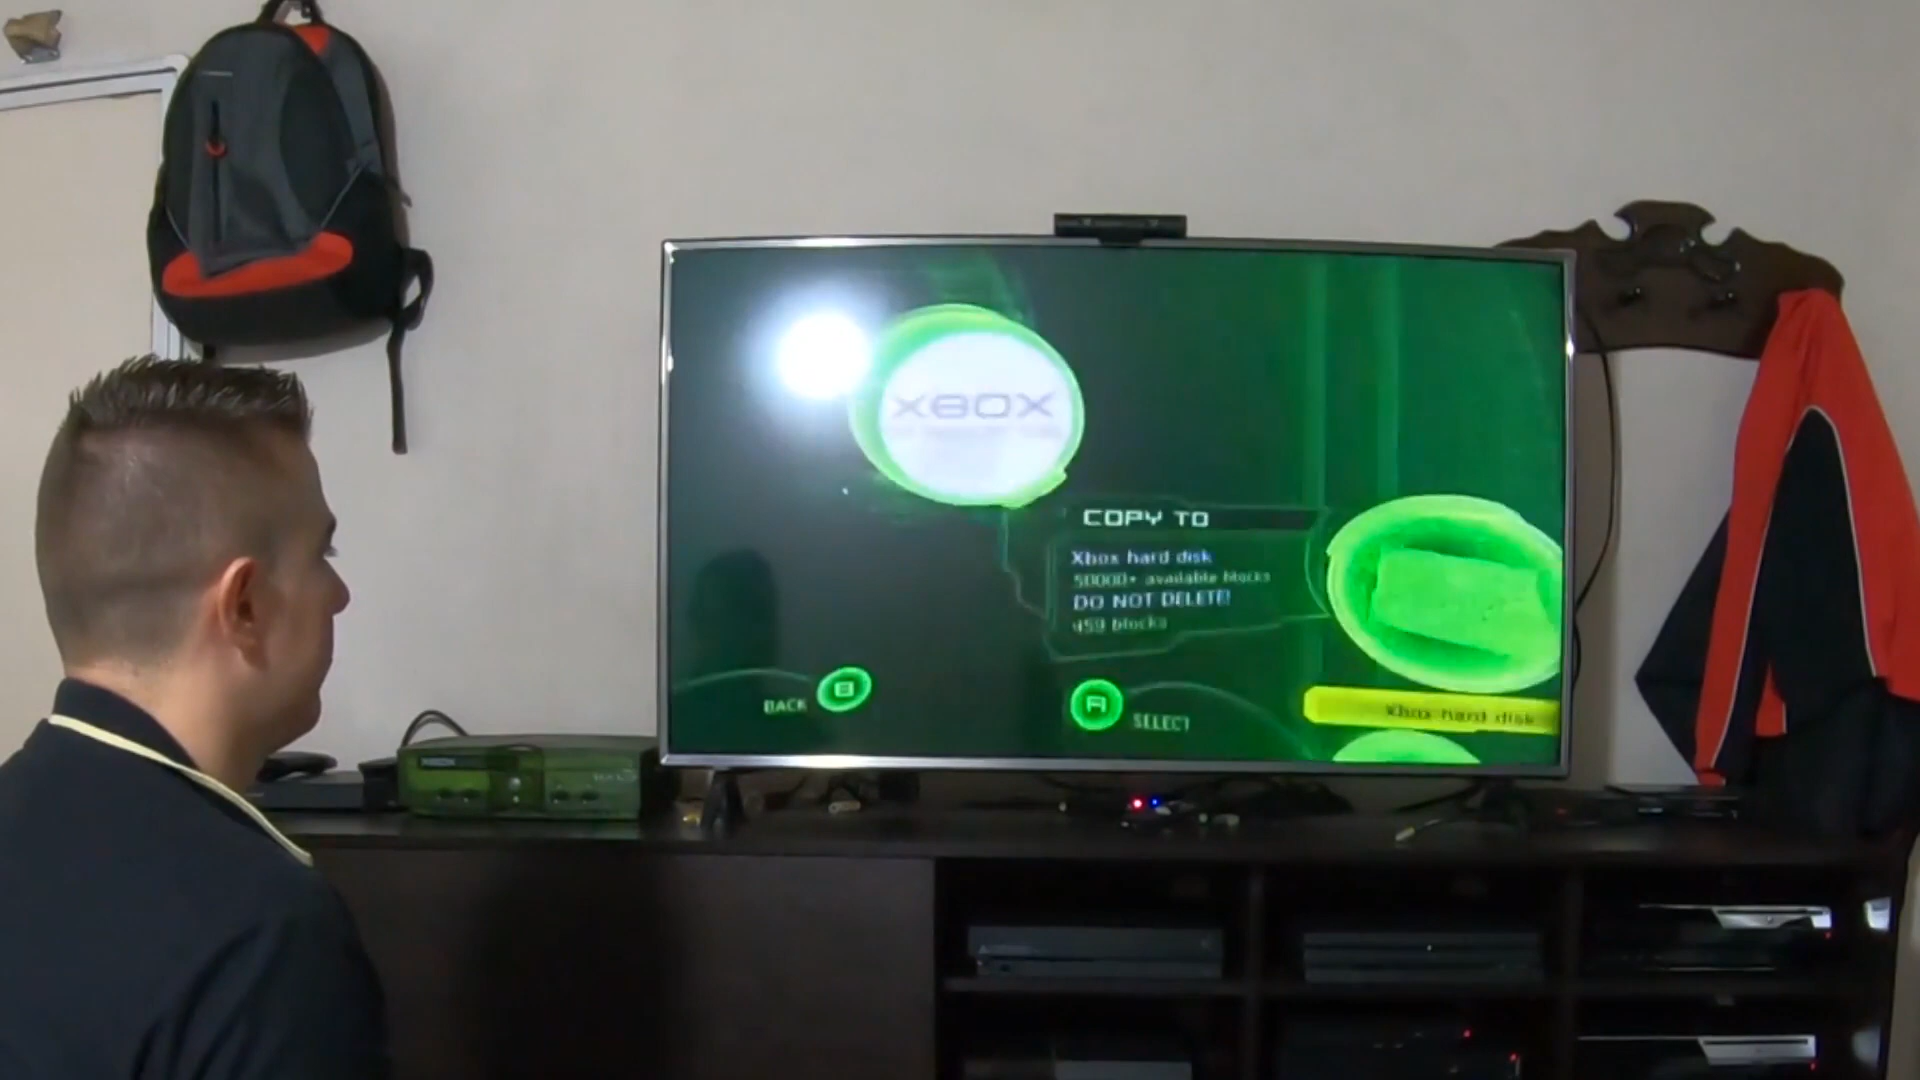 XBOX
COPY TO
Xbox hard disk
50000+ available blocks
DO NOT DELETE!
459 blocks
BACK
B
A
SELECT
Xbox hard disk
XBOX